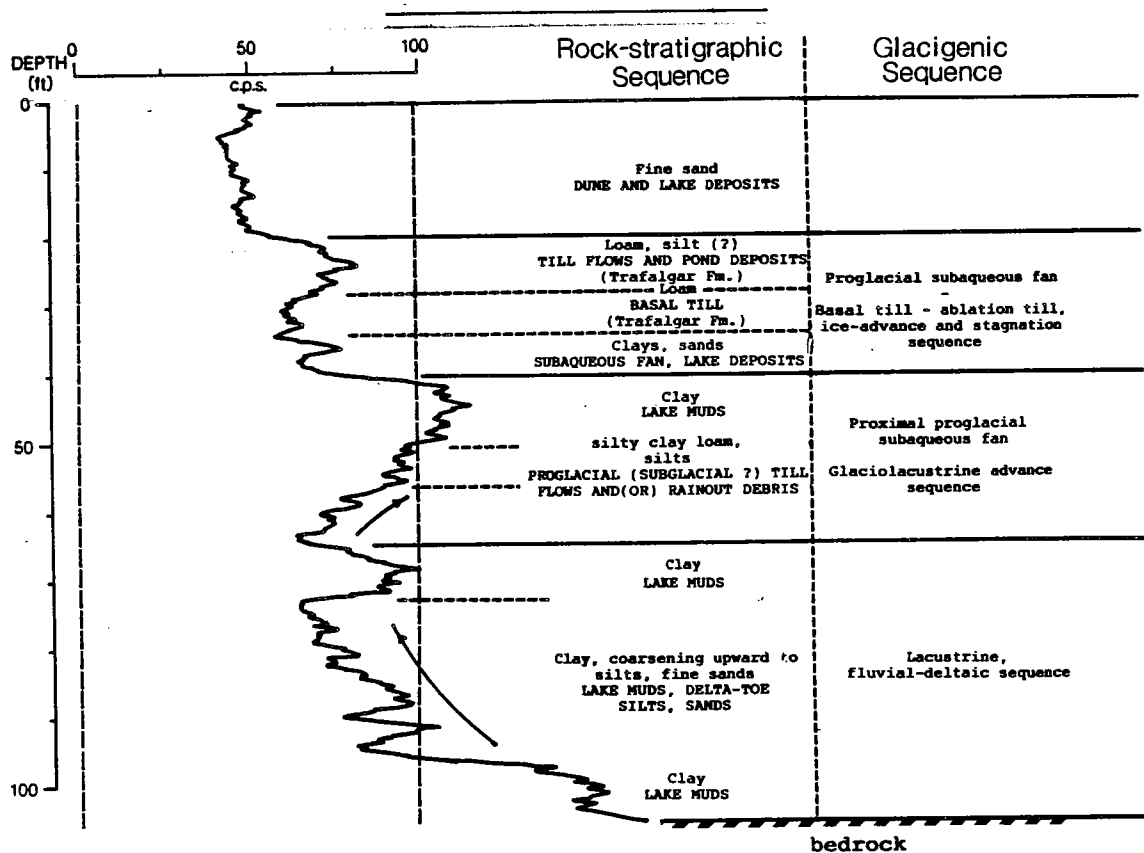 0
50
100
DEPTH
(ft)
c.p.s.
Rock-stratigraphic
Sequence
Glacigenic
Sequence
0
Fine sand
DUNE AND LAKE DEPOSITS
Loam, silt (?)
TILL FLOWS AND POND DEPOSITS
(Trafalgar Fm.)
Loam
BASAL TILL
(Trafalgar Fm.)
Clays, sands
SUBAQUEOUS FAN, LAKE DEPOSITS
Proglacial subaqueous fan
-
Basal till - ablation till,
ice-advance and stagnation
sequence
Clay
LAKE MUDS
50
silty clay loam,
silts
PROGLACIAL (SUBGLACIAL ?) TILL
FLOWS AND(OR) RAINOUT DEBRIS
Proximal proglacial
subaqueous fan
Glaciolacustrine advance
sequence
Clay
LAKE MUDS
Clay, coarsening upward to
silts, fine sands
LAKE MUDS, DELTA-TOE
SILTS, SANDS
Lacustrine,
fluvial-deltaic sequence
100
Clay
LAKE MUDS
bedrock